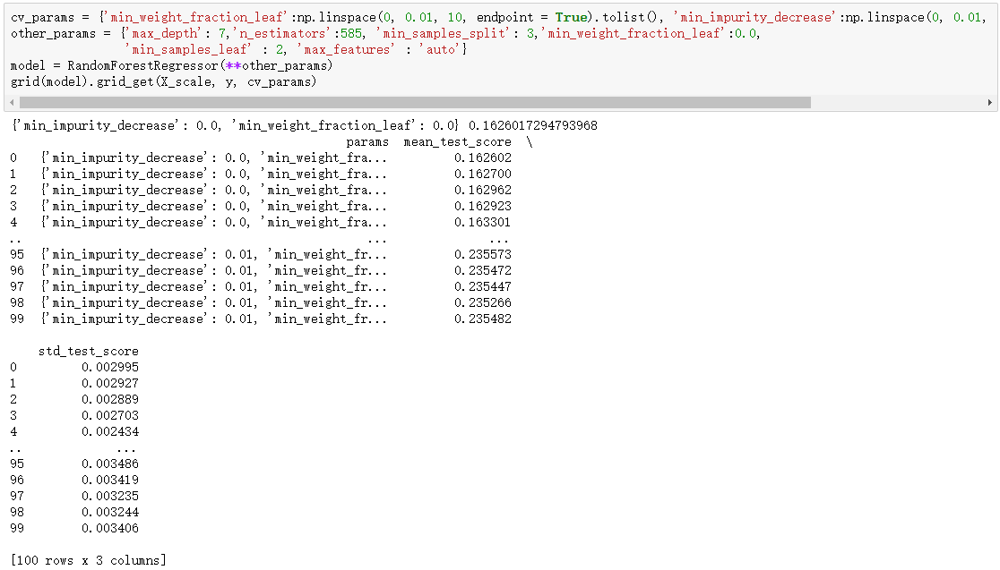 cv_params = {'min_weight_fraction_leaf':np.linspace(0, 0.01, 10, endpoint = True).tolist(), 'min_impurity_decrease':np.linspace(0, 0.01,
other_params = {'max_depth': 7,'n_estimators':585, 'min_samples_split': 3,'min_weight_fraction_leaf':0.0,
'min_samples_leaf' : 2, 'max_features' : 'auto'}
model = RandomForestRegressor(**other_params)
grid(model).grid_get(X_scale, y, cv_params)
{'min_impurity_decrease': 0.0, 'min_weight_fraction_leaf': 0.0} 0.1626017294793968
params mean_test_score \
0 {'min_impurity_decrease': 0.0, 'min_weight_fra... 0.162602
1 {'min_impurity_decrease': 0.0, 'min_weight_fra... 0.162700
2 {'min_impurity_decrease': 0.0, 'min_weight_fra... 0.162962
3 {'min_impurity_decrease': 0.0, 'min_weight_fra... 0.162923
4 {'min_impurity_decrease': 0.0, 'min_weight_fra... 0.163301
.. ... ...
95 {'min_impurity_decrease': 0.01, 'min_weight_fr... 0.235573
96 {'min_impurity_decrease': 0.01, 'min_weight_fr... 0.235472
97 {'min_impurity_decrease': 0.01, 'min_weight_fr... 0.235447
98 {'min_impurity_decrease': 0.01, 'min_weight_fr... 0.235266
99 {'min_impurity_decrease': 0.01, 'min_weight_fr... 0.235482
std_test_score
0 0.002995
1 0.002927
2 0.002889
3 0.002703
4 0.002434
.. ...
95 0.003486
96 0.003419
97 0.003235
98 0.003244
99 0.003406
[100 rows x 3 columns]